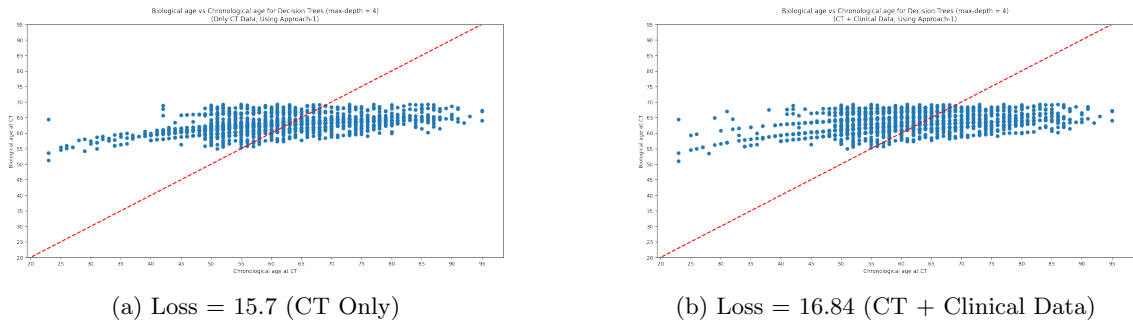 Biological age vs Chronological age for Decision Trees (max-depth = 4)
(Only CT Data; Using Approach-1)
95
90
85
80
75
70
65
60
55
50
45
40
35
30
25
20
Biological age at CT
20 25 30 35 40 45 50 55 60 65 70 75 80 85 90 95
Chronological age at CT
(a) Loss = 15.7 (CT Only)
Biological age vs Chronological age for Decision Trees (max-depth = 4)
(CT + Clinical Data; Using Approach-1)
95
90
85
80
75
70
65
60
55
50
45
40
35
30
25
20
Biological age at CT
20 25 30 35 40 45 50 55 60 65 70 75 80 85 90 95
Chronological age at CT
(b) Loss = 16.84 (CT + Clinical Data)